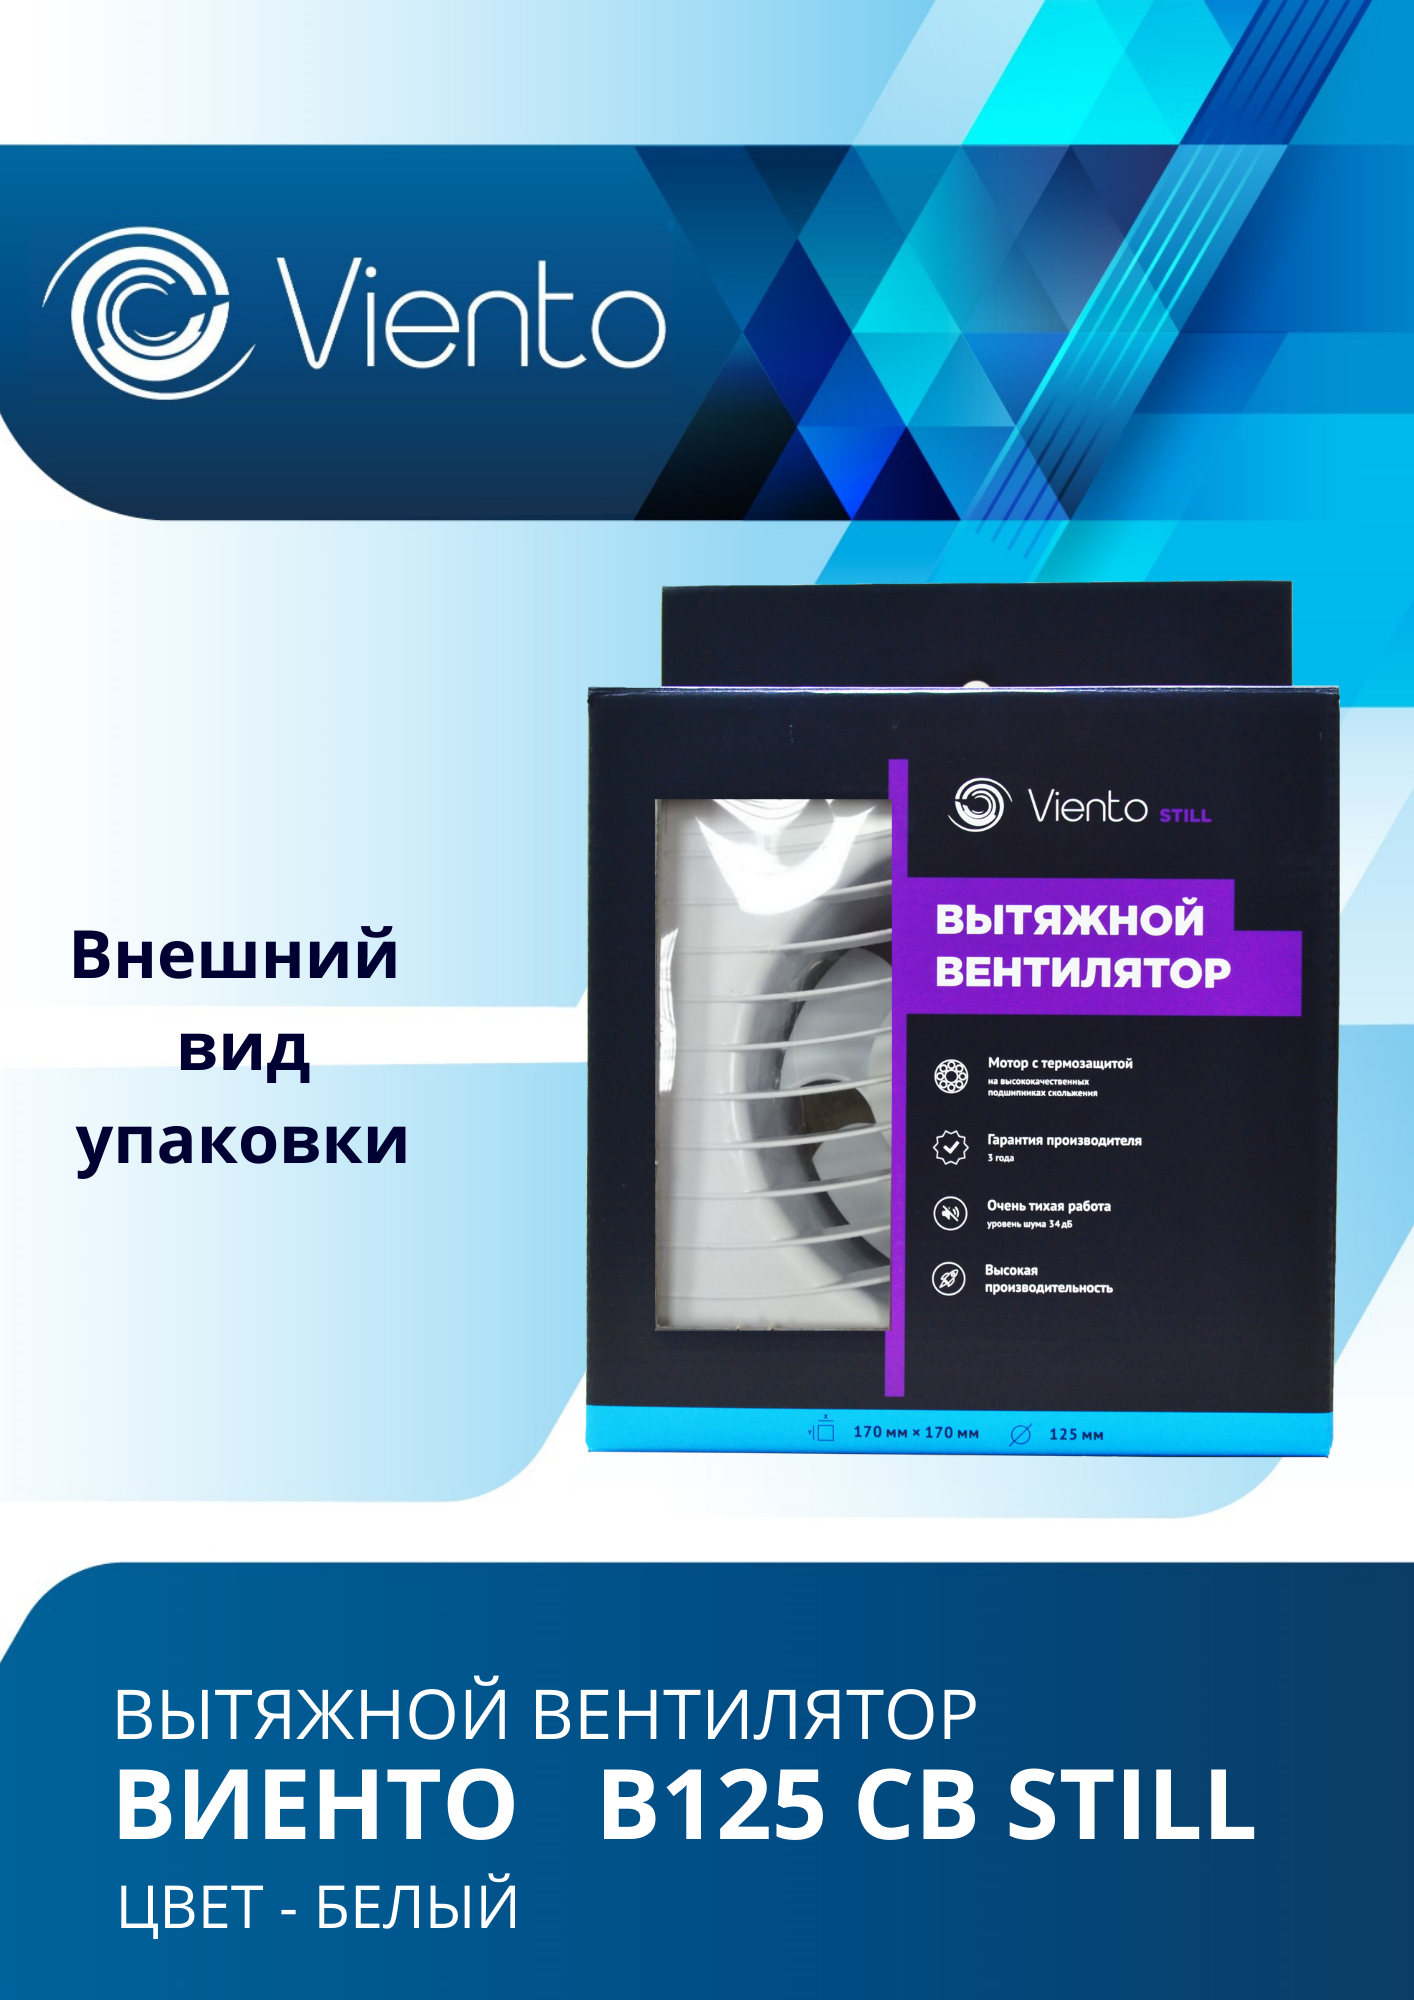 Viento
Viento STILL
ВЫТЯЖНОЙ
ВЕНТИЛЯТОР
Мотор с термозащитой
на высококачественных
подшипниках скольжения
Гарантия производителя
3 года
Очень тихая работа
уровень шума 34 дБ
Высокая
производительность
X
Y
170 мм × 170 мм
125 мм
Внешний
вид
упаковки
ВЫТЯЖНОЙ ВЕНТИЛЯТОР
ВИЕНТО В125 СВ STILL
ЦВЕТ - БЕЛЫЙ